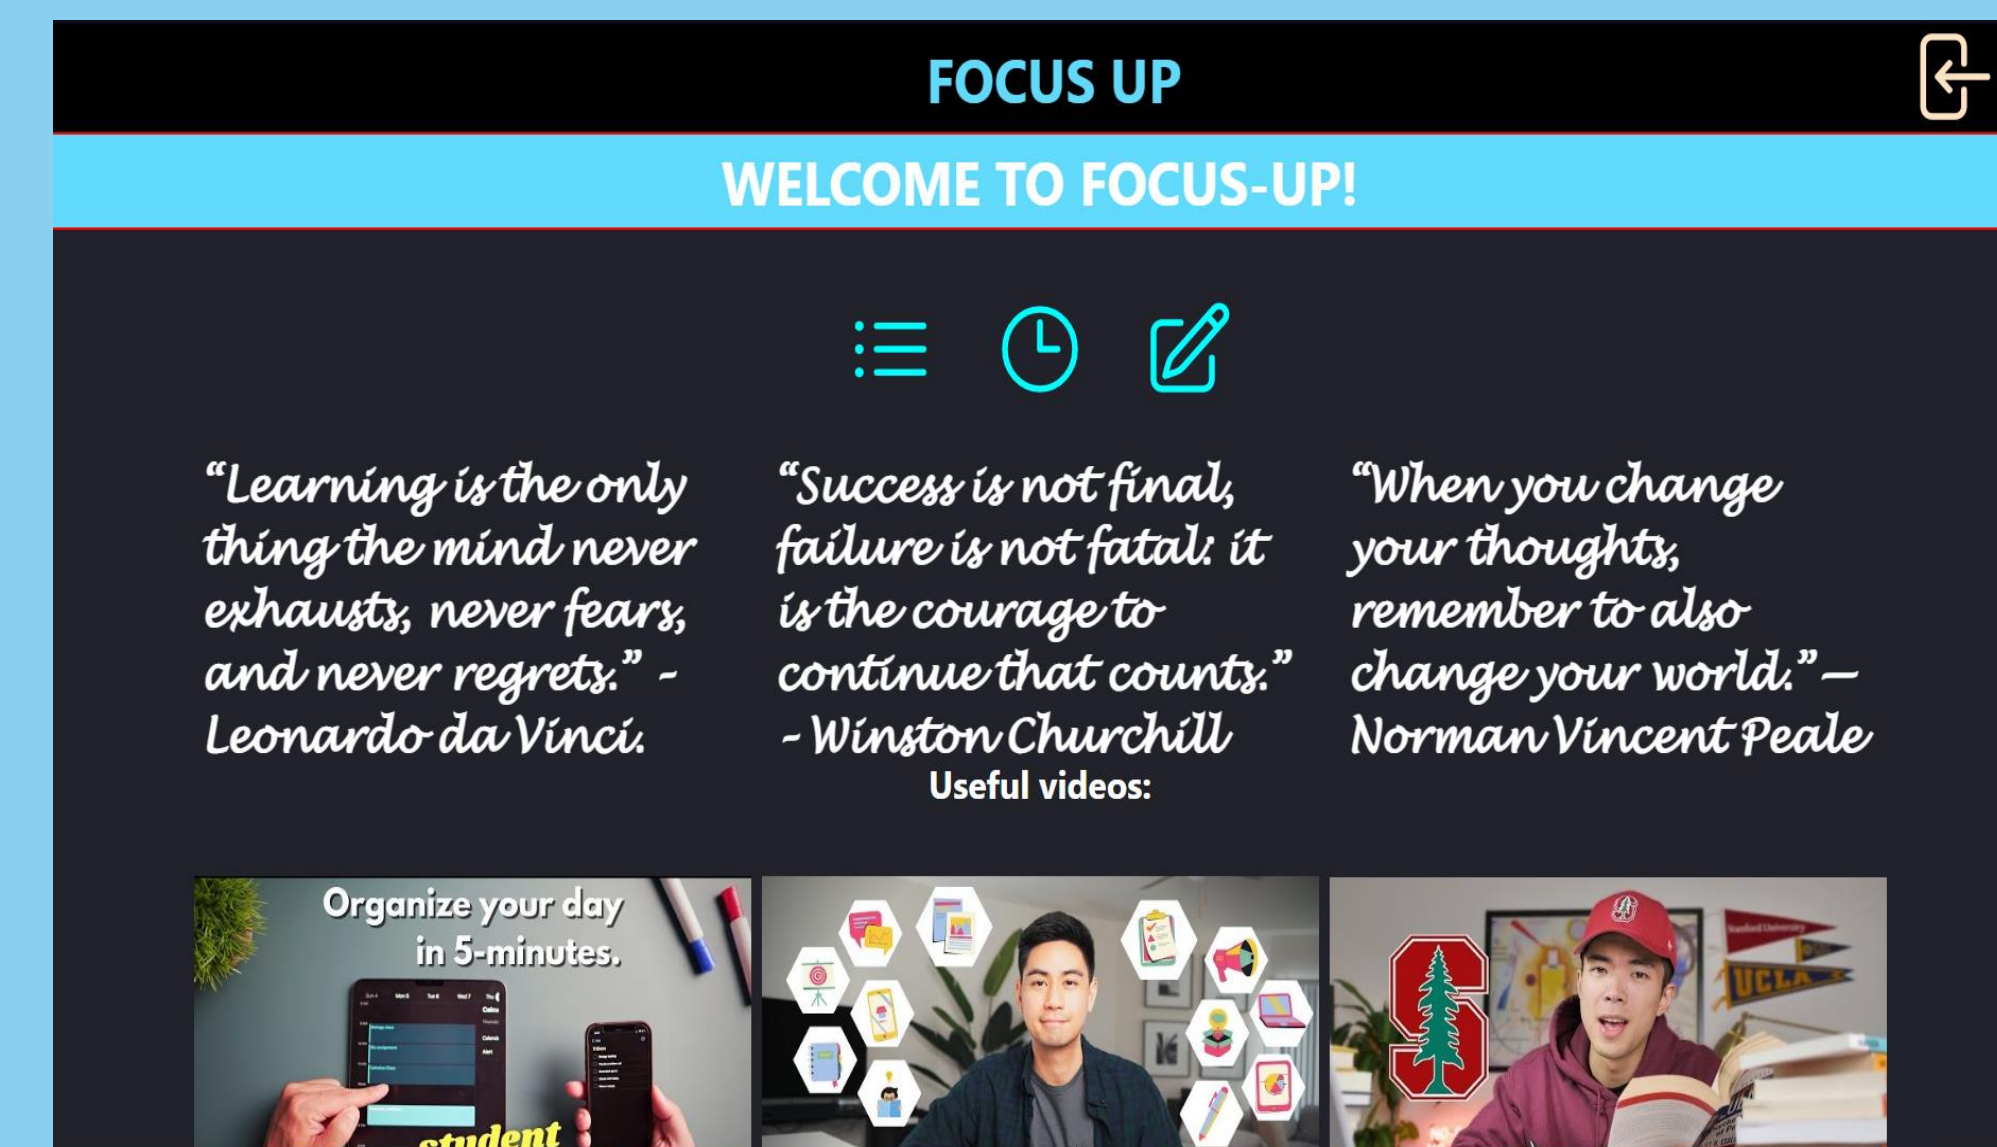 FOCUS UP
WELCOME TO FOCUS-UP!
“Learning is the only
thing the mind never
exhausts, never fears,
and never regrets.” -
Leonardo da Vinci.
“Success is not final,
failure is not fatal: it
is the courage to
continue that counts.”
- Winston Churchill
“When you change
your thoughts,
remember to also
change your world.”—
Norman Vincent Peale
Useful videos:
Organize your day
in 5-minutes.
student
Stanford University
UCLA